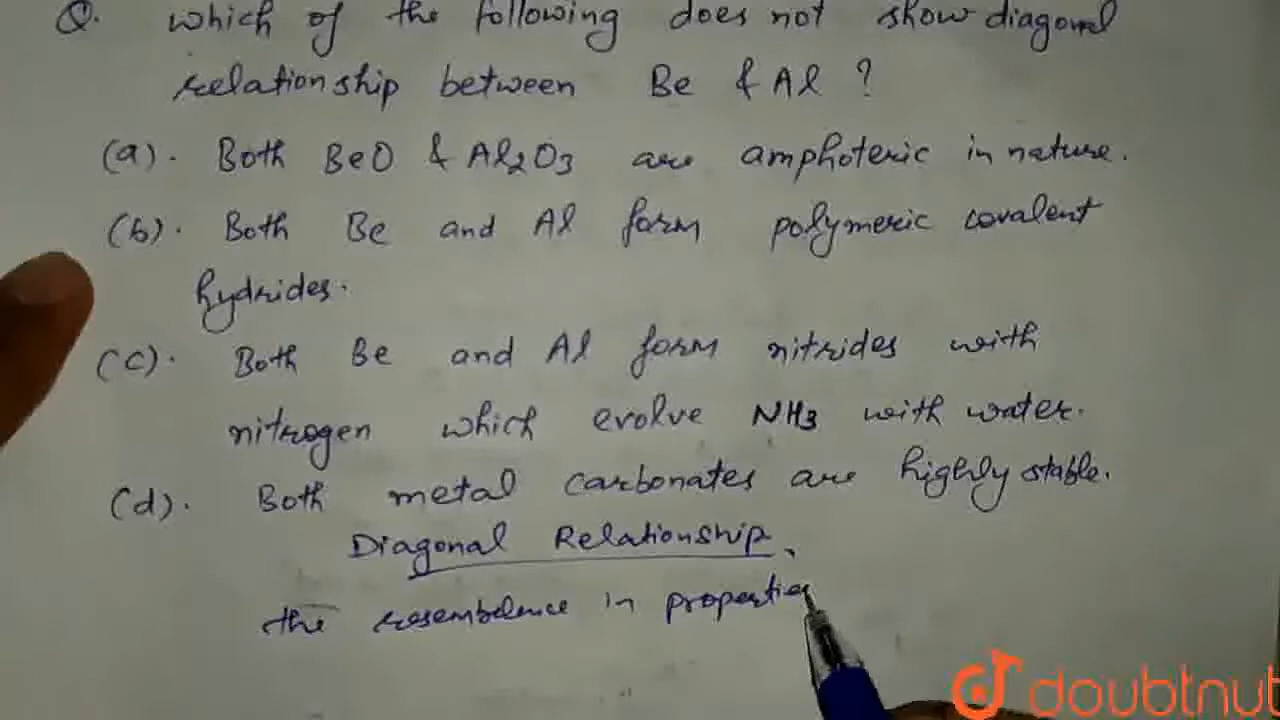 Q. which of the following does not show diagonal
relationship between Be & Al ?
(a). Both BeO & Al2O3 are amphoteric in nature.
(b). Both Be and Al form polymeric covalent
hydrides.
(c). Both Be and Al form nitrides with
nitrogen which evolve NH3 with water.
(d). Both metal carbonates are highly stable.
Diagonal Relationship,
the resembelence in properties
doubtnut